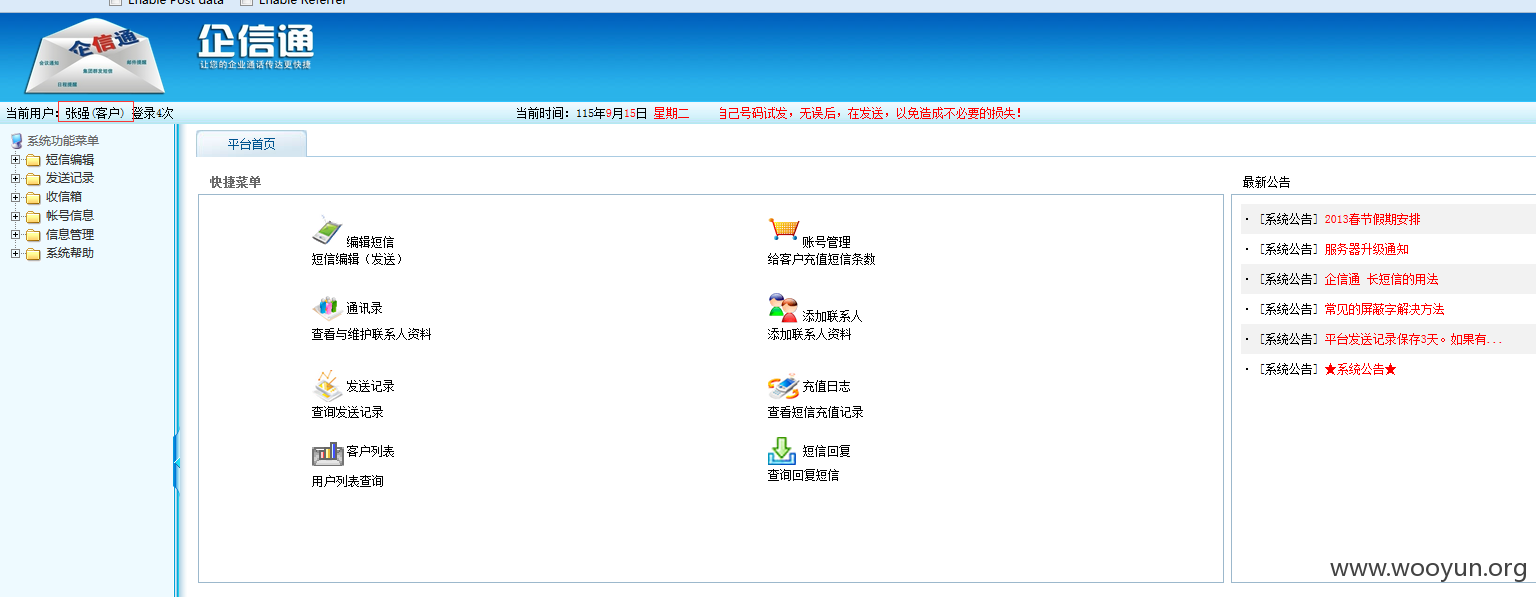 Enable Post data Enable Referrer
企信通
会议通知
集团群发短信
邮件提醒
日程提醒
企信通
让您的企业通话传达更快捷
当前用户: 张强(客户) 登录4次 当前时间: 115年9月15日 星期二 自己号码试发,无误后,在发送,以免造成不必要的损失!
系统功能菜单
短信编辑
发送记录
收信箱
帐号信息
信息管理
系统帮助
平台首页
快捷菜单
编辑短信
短信编辑(发送)
账号管理
给客户充值短信条数
通讯录
查看与维护联系人资料
添加联系人
添加联系人资料
发送记录
查询发送记录
充值日志
查看短信充值记录
客户列表
用户列表查询
短信回复
查询回复短信
最新公告
· [系统公告] 2013春节假期安排
· [系统公告] 服务器升级通知
· [系统公告] 企信通 长短信的用法
· [系统公告] 常见的屏蔽字解决方法
· [系统公告] 平台发送记录保存3天。如果有...
· [系统公告] ★系统公告★
www.wooyun.org